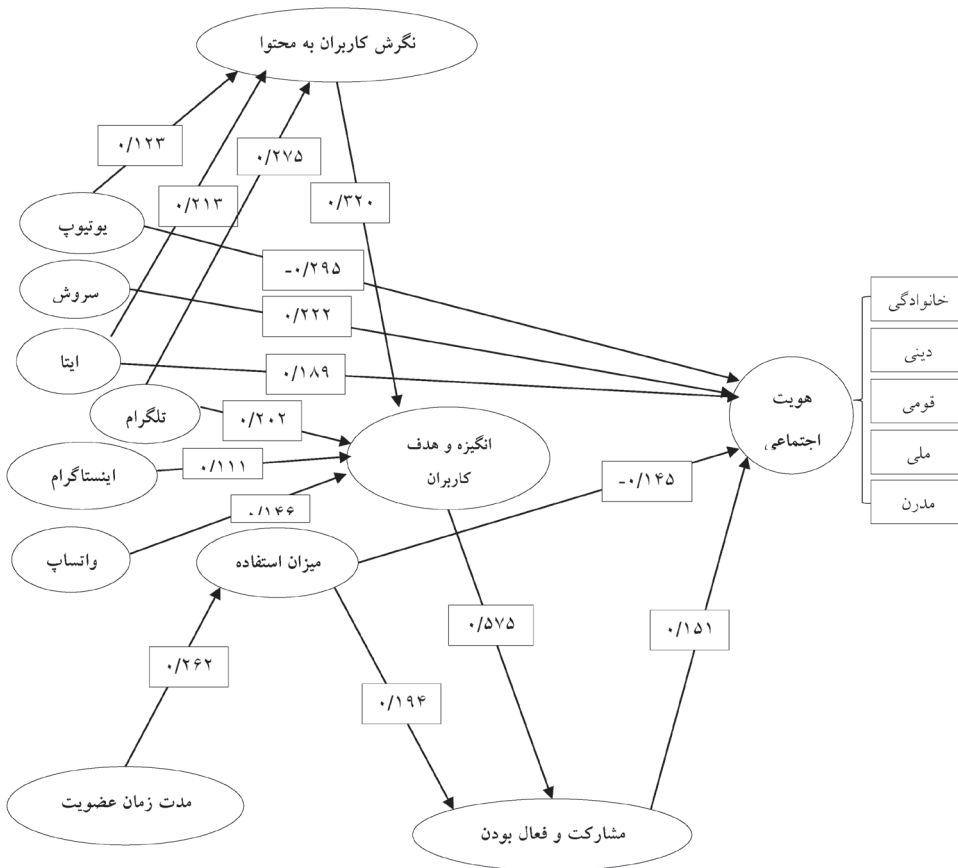 نگرش کاربران به محتوا
۰/۱۲۳
۰/۲۷۵
۰/۲۱۳
۰/۳۲۰
یوتیوپ
-۰/۲۹۵
سروش
۰/۲۲۲
خانوادگی
دینی
ایتا
۰/۱۸۹
هویت
اجتماعی
قومی
تلگرام
۰/۲۰۲
انگیزه و هدف
کاربران
ملی
اینستاگرام
۰/۱۱۱
-۰/۱۴۵
مدرن
۰/۱۴۶
واتساپ
میزان استفاده
۰/۵۷۵
۰/۱۵۱
۰/۲۶۲
۰/۱۹۴
مدت زمان عضویت
مشارکت و فعال بودن